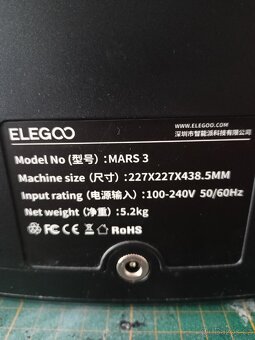 ELEGOO
WWW.ELEGOO.COM
深圳市智能派科技有限公司
Model No (型号) :MARS 3
Machine size (尺寸) :227X227X438.5MM
Input rating (电源输入) :100-240V 50/60Hz
Net weight (净重) :5.2kg
FC CE RoHS